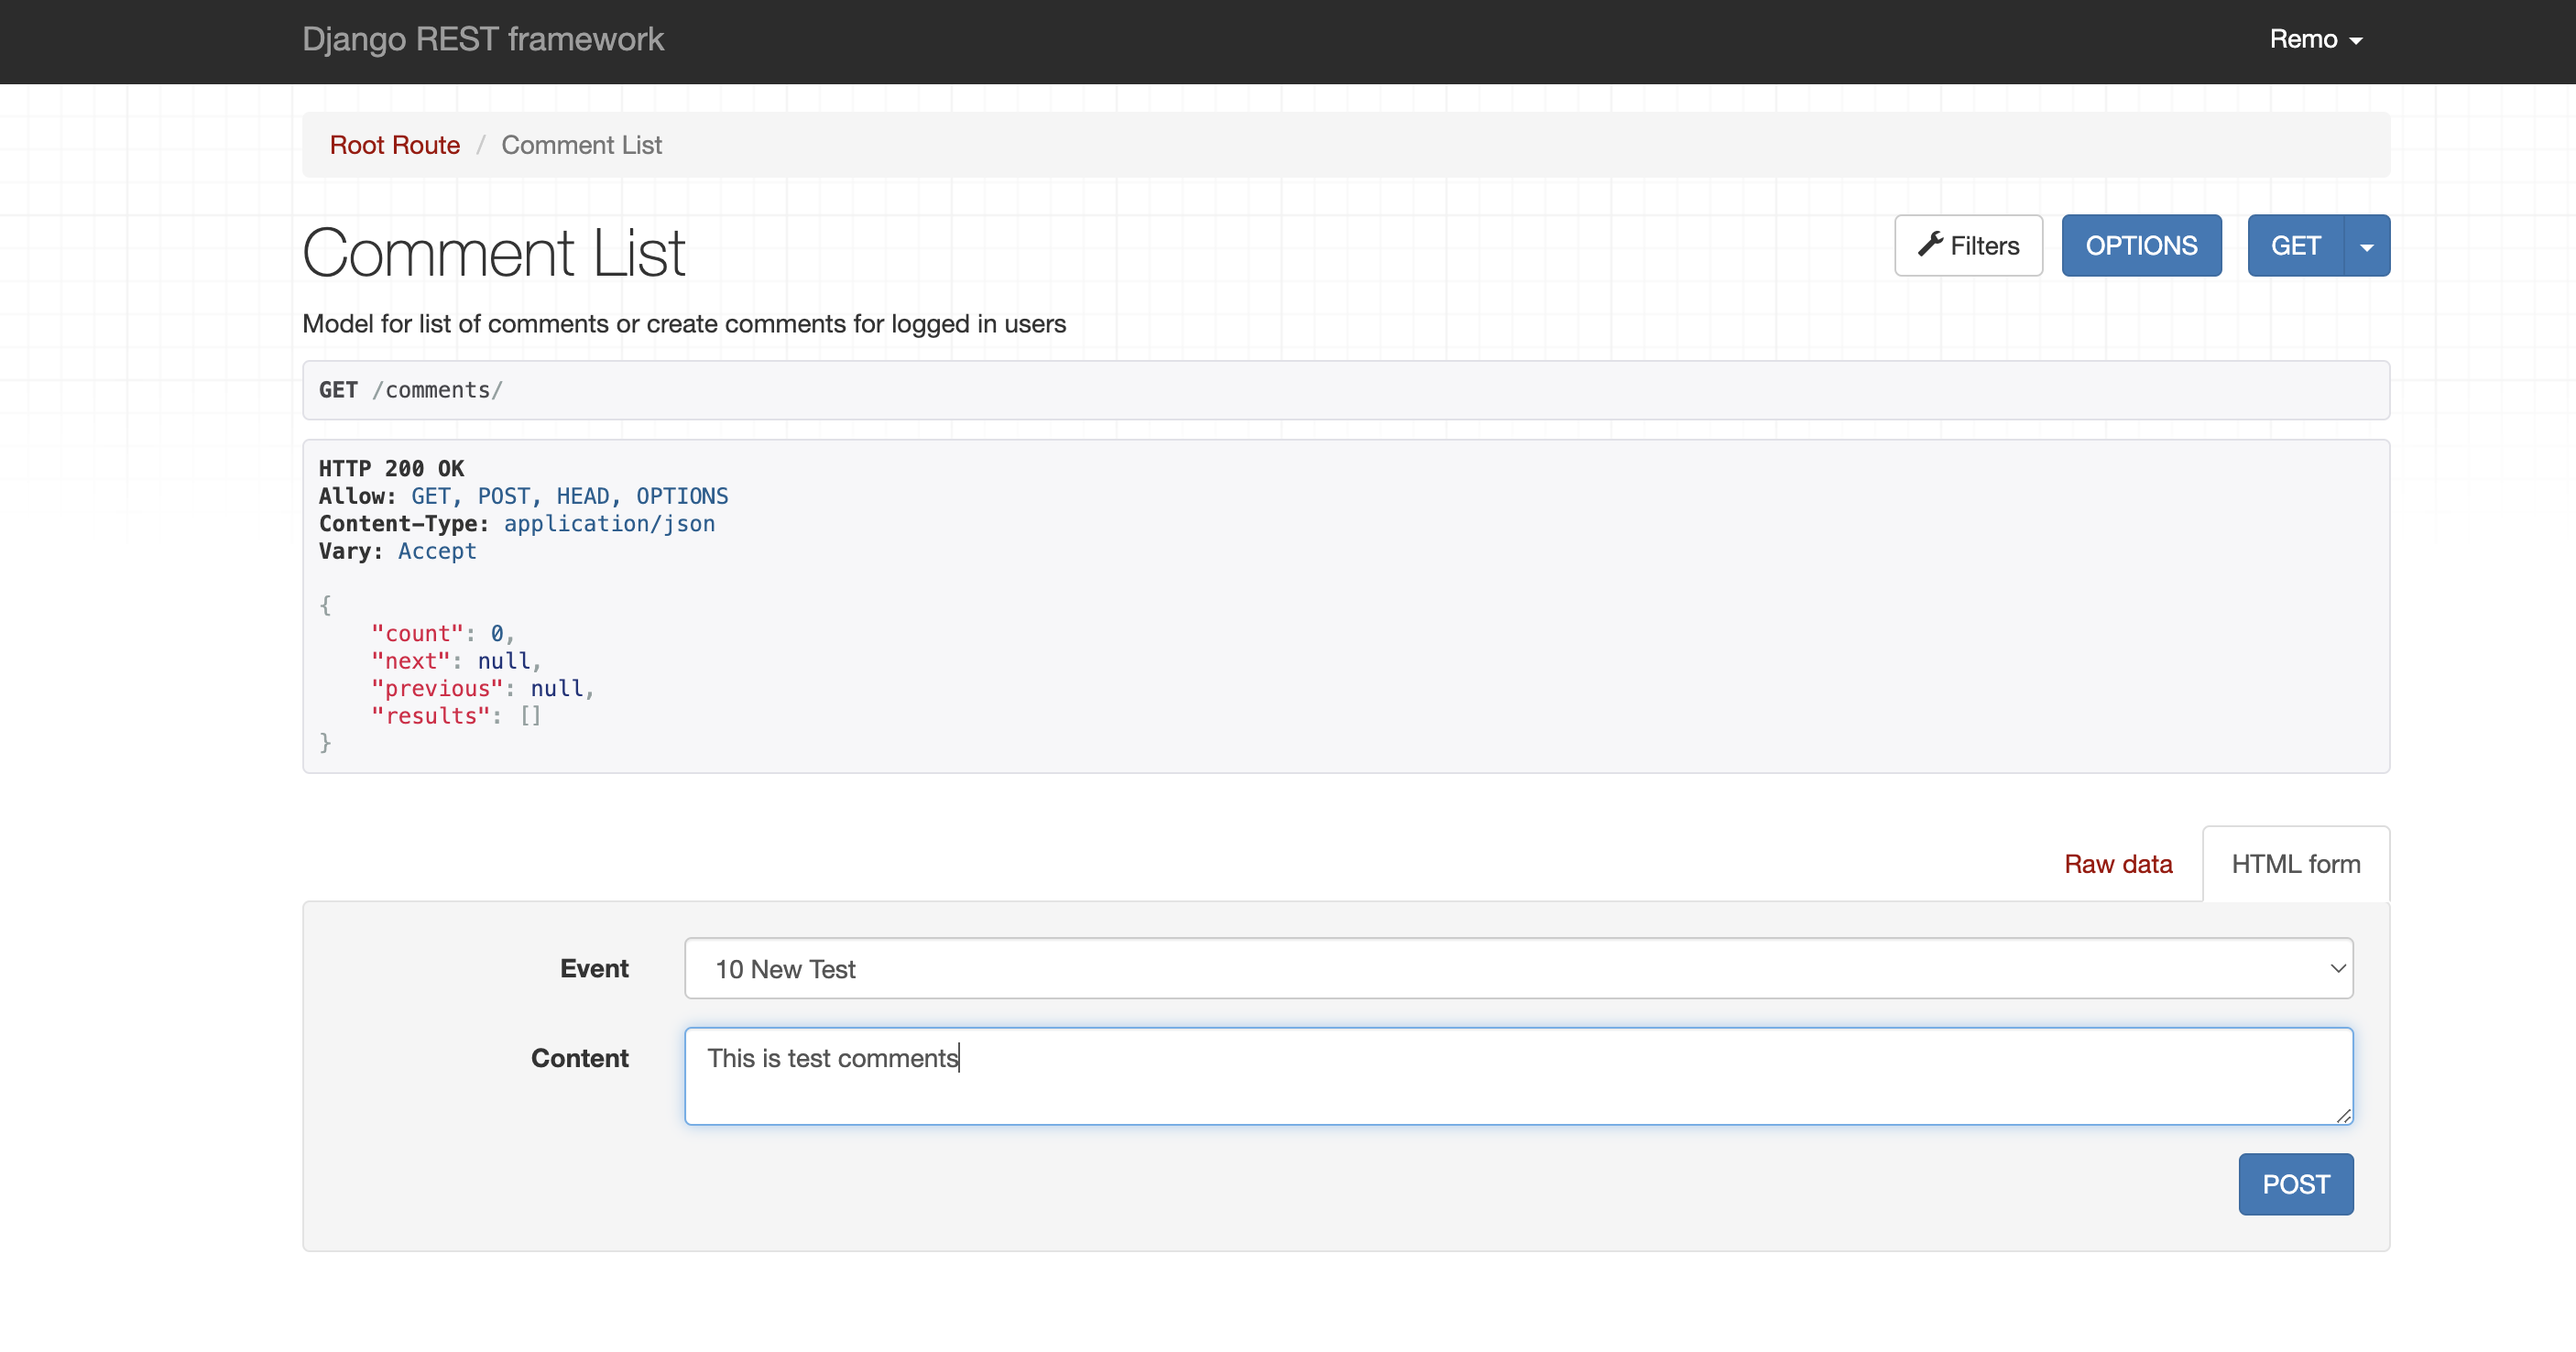 Django REST framework
Remo
Root Route / Comment List
Comment List
Filters
OPTIONS
GET
Model for list of comments or create comments for logged in users
GET /comments/
HTTP 200 OK
Allow: GET, POST, HEAD, OPTIONS
Content-Type: application/json
Vary: Accept
{
    "count": 0,
    "next": null,
    "previous": null,
    "results": []
}
Raw data
HTML form
Event
10 New Test
Content
This is test comments
POST